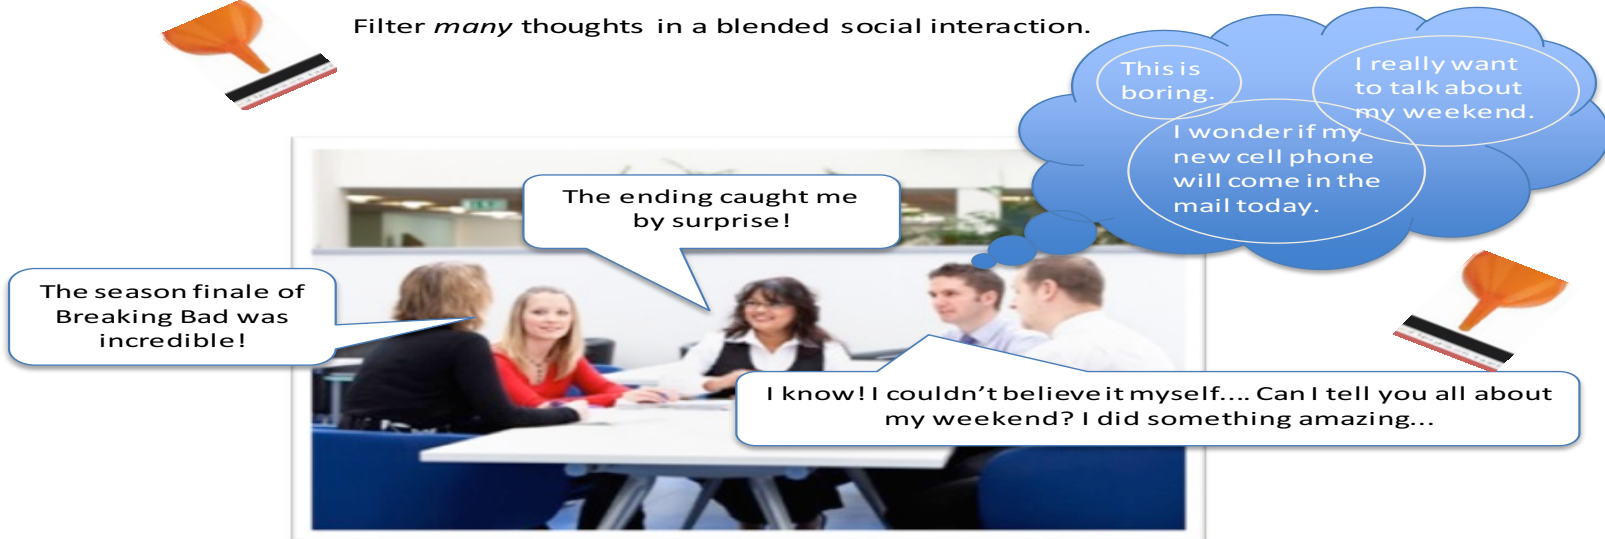 Filter many thoughts in a blended social interaction.
This is
boring.
I really want
to talk about
my weekend.
I wonder if my
new cell phone
will come in the
mail today.
The ending caught me
by surprise!
The season finale of
Breaking Bad was
incredible!
I know! I couldn't believe it myself.... Can I tell you all about
my weekend? I did something amazing...